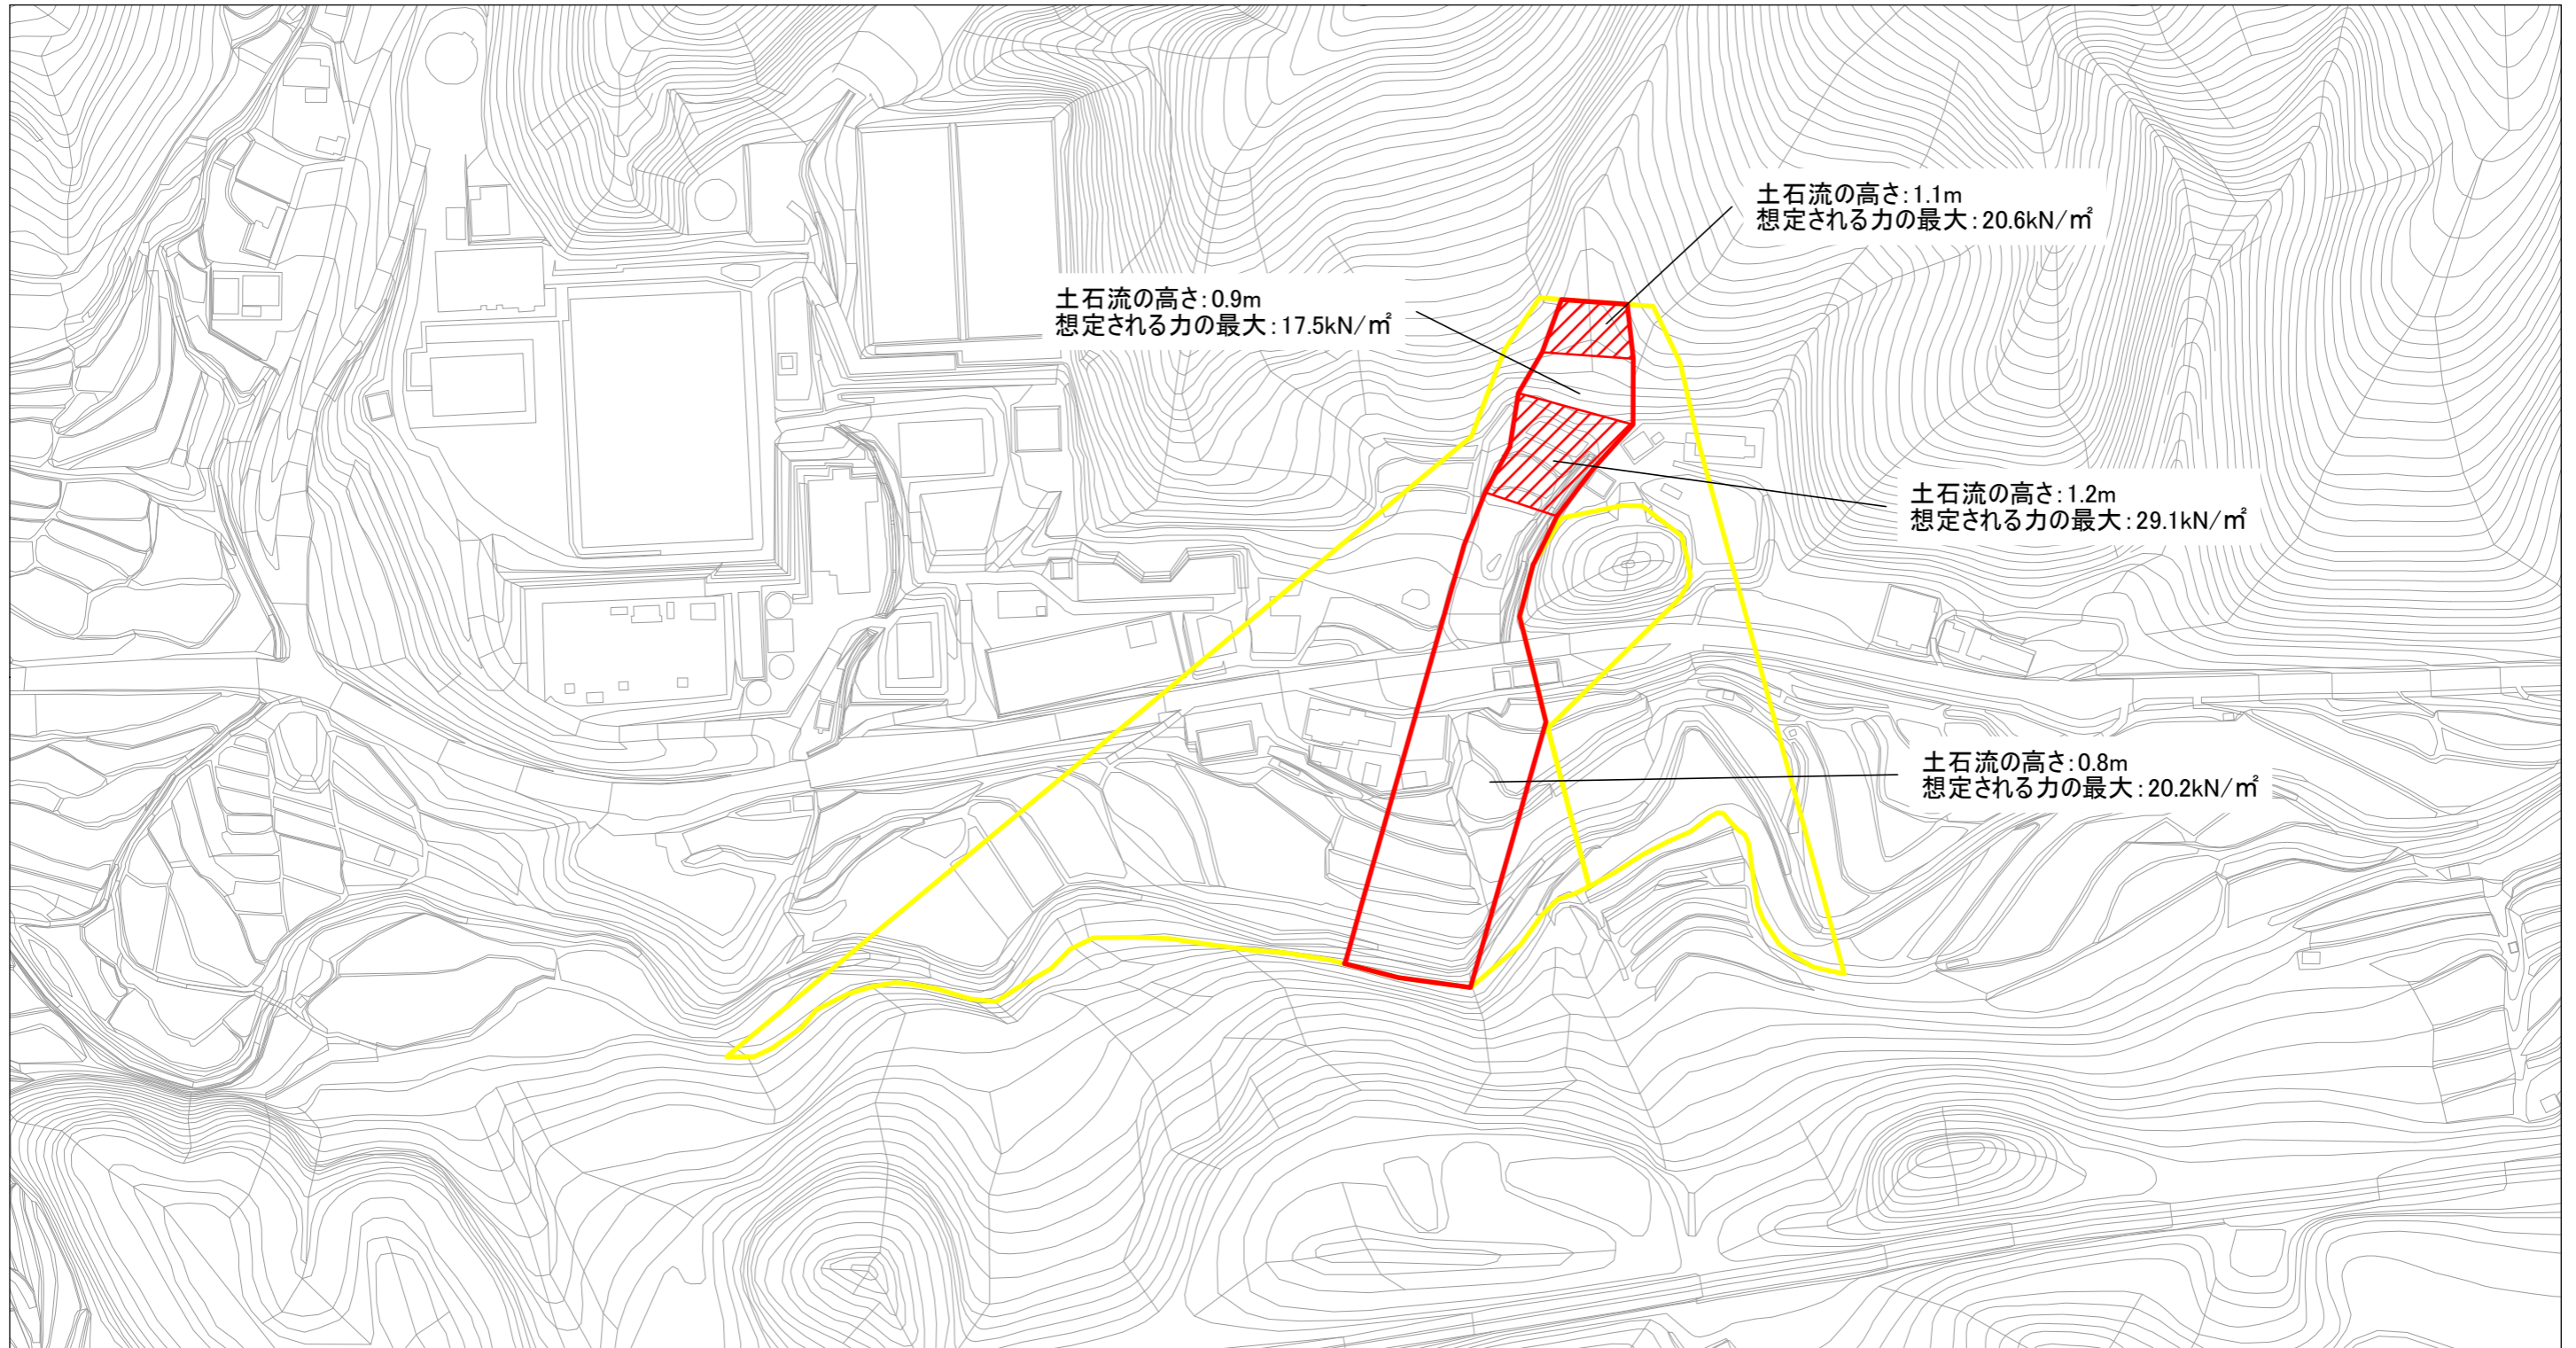 土石流の高さ:1.1m
想定される力の最大:20.6kN/㎡
土石流の高さ:0.9m
想定される力の最大:17.5kN/㎡
土石流の高さ:1.2m
想定される力の最大:29.1kN/㎡
土石流の高さ:0.8m
想定される力の最大:20.2kN/㎡